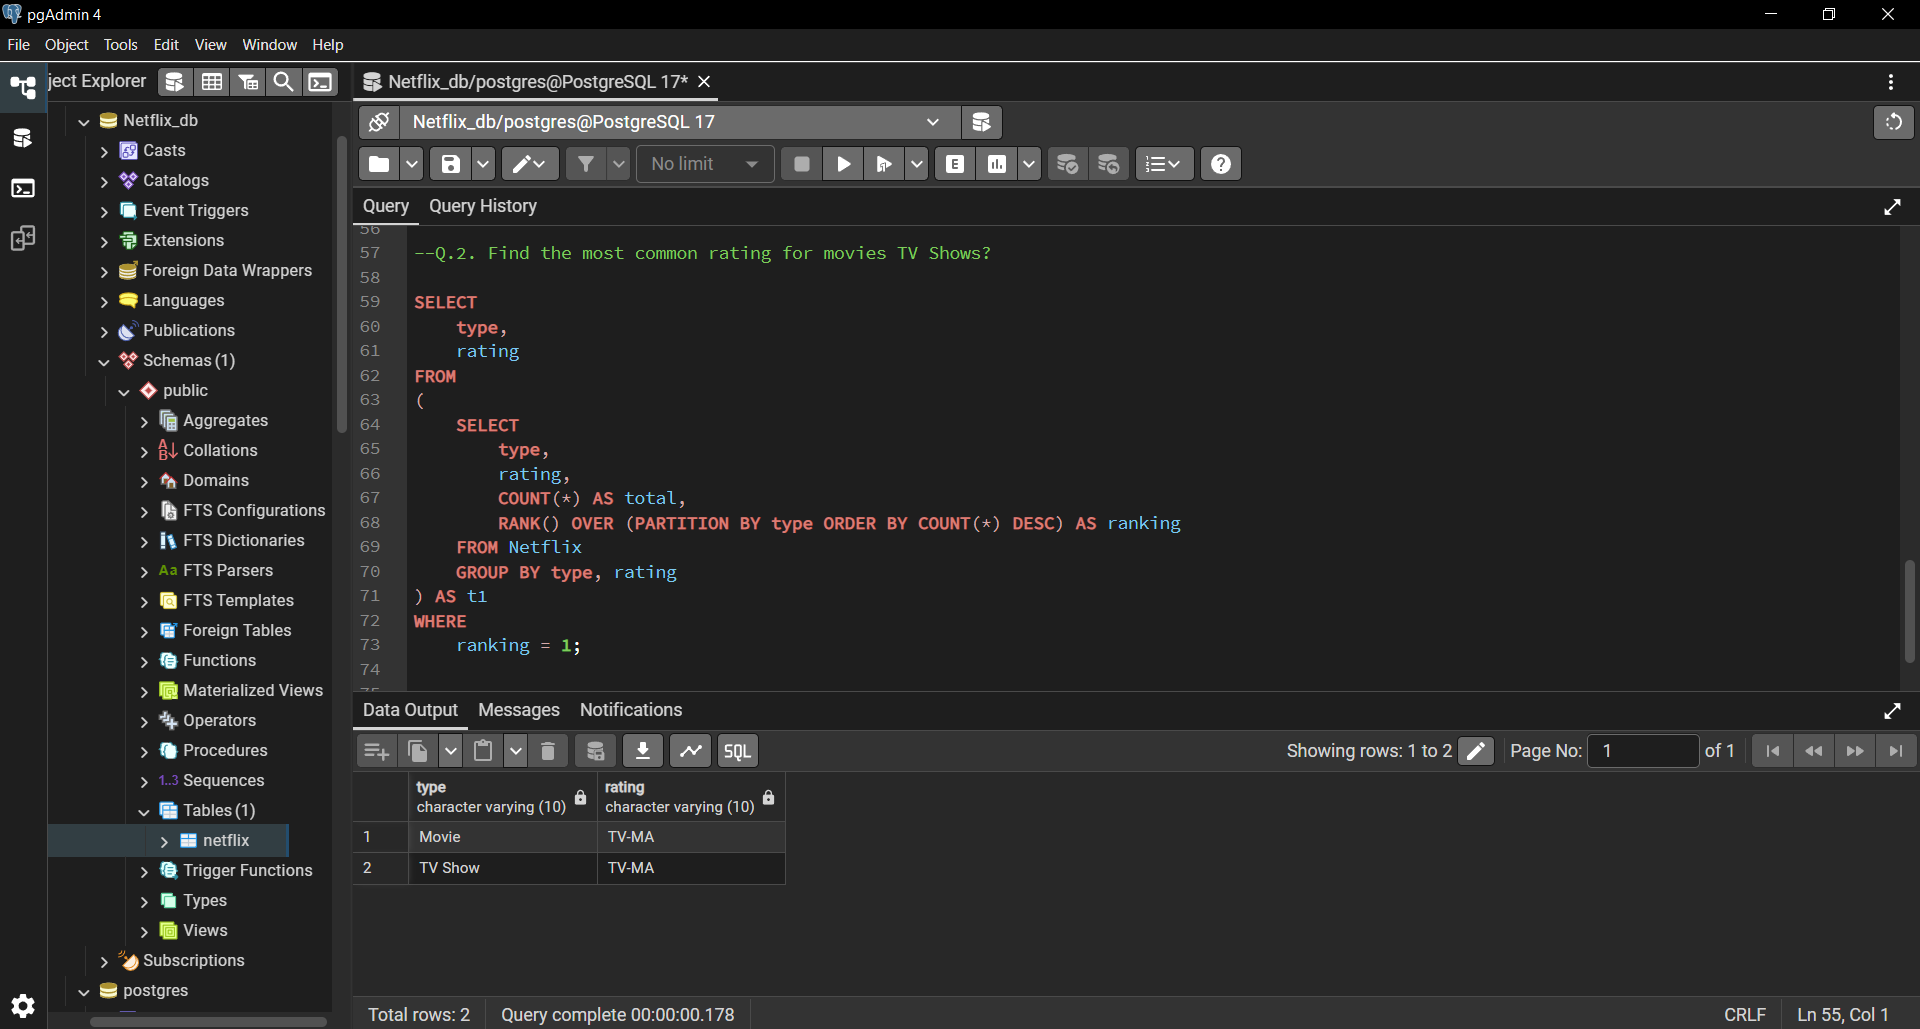 pgAdmin 4
File Object Tools Edit View Window Help
ject Explorer
Netflix_db/postgres@PostgreSQL 17*
Netflix_db
Casts
Catalogs
Event Triggers
Extensions
Foreign Data Wrappers
Languages
Publications
Schemas (1)
public
Aggregates
Collations
Domains
FTS Configurations
FTS Dictionaries
Aa FTS Parsers
FTS Templates
Foreign Tables
Functions
Materialized Views
Operators
Procedures
1..3 Sequences
Tables (1)
netflix
Trigger Functions
Types
Views
Subscriptions
postgres
Netflix_db/postgres@PostgreSQL 17
No limit
E
Query Query History
56
57 --Q.2. Find the most common rating for movies TV Shows?
58
59 SELECT
60 type,
61 rating
62 FROM
63 (
64 SELECT
65 type,
66 rating,
67 COUNT(*) AS total,
68 RANK() OVER (PARTITION BY type ORDER BY COUNT(*) DESC) AS ranking
69 FROM Netflix
70 GROUP BY type, rating
71 ) AS t1
72 WHERE
73 ranking = 1;
74
75
Data Output Messages Notifications
SQL
Showing rows: 1 to 2
Page No: 1 of 1
type rating
character varying (10) character varying (10)
1 Movie TV-MA
2 TV Show TV-MA
Total rows: 2 Query complete 00:00:00.178 CRLF Ln 55, Col 1